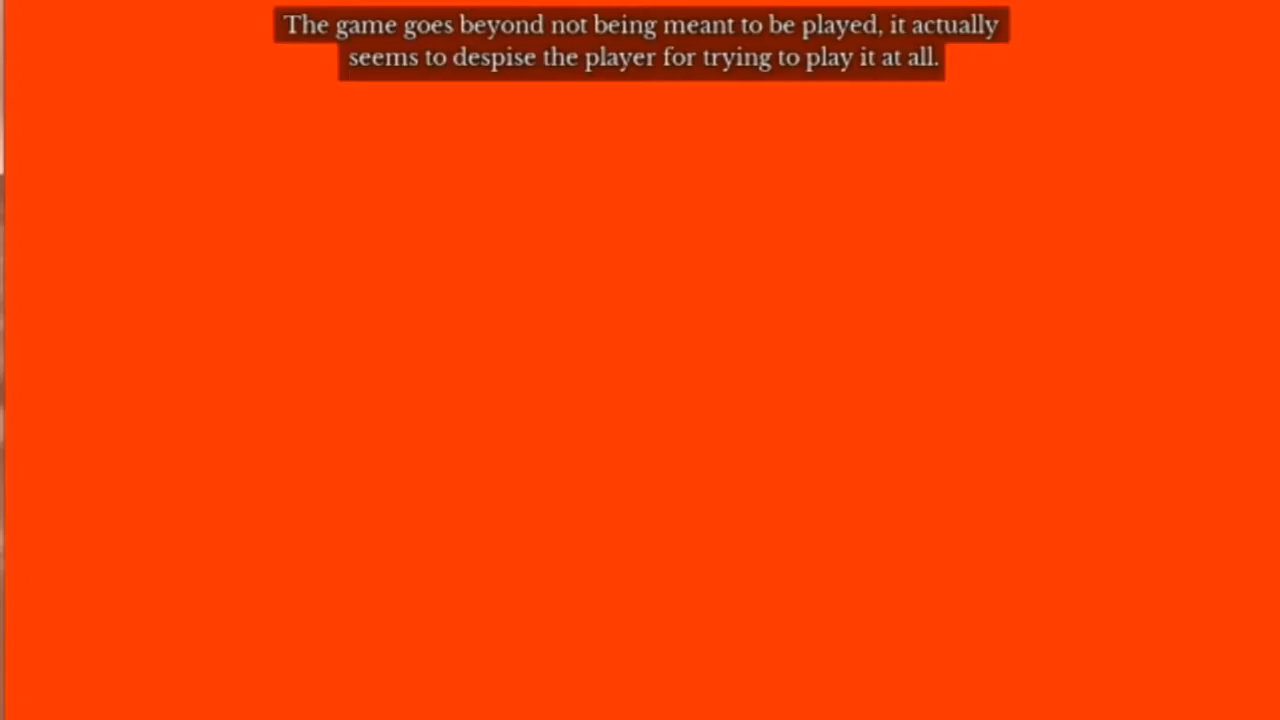 The game goes beyond not being meant to be played, it actually
seems to despise the player for trying to play it at all.